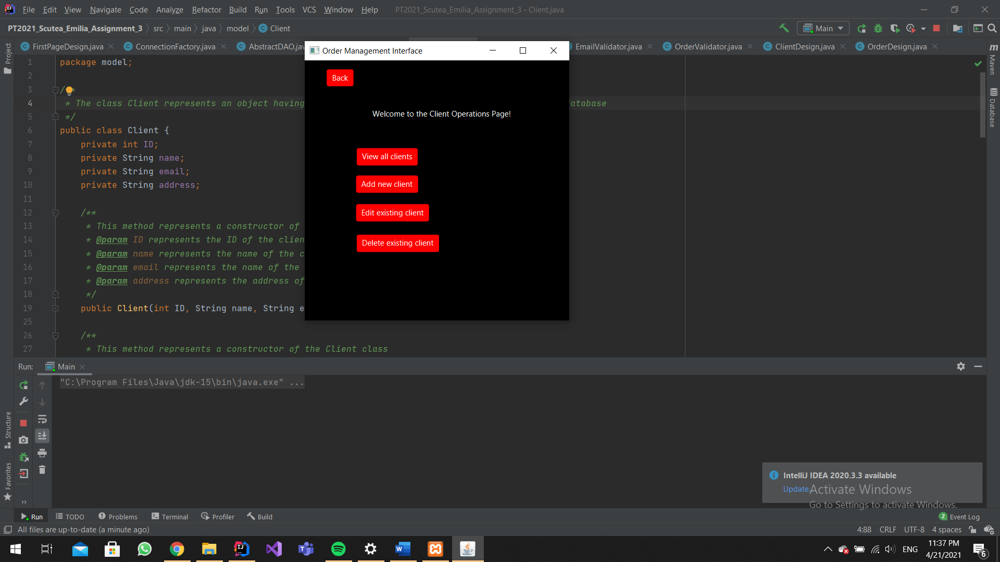 File Edit View Navigate Code Analyze Refactor Build Run Tools VCS Window Help PT2021_Scutea_Emilia_Assignment_3 - Client.java
PT2021_Scutea_Emilia_Assignment_3 src main java model Client Main
FirstPageDesign.java ConnectionFactory.java AbstractDAO.jav EmailValidator.java OrderValidator.java ClientDesign.java OrderDesign.java
Project
Maven
Database
Structure
Favorites
Order Management Interface
Back
Welcome to the Client Operations Page!
View all clients
Add new client
Edit existing client
Delete existing client
1 package model;
2
3 /**
4 * The class Client represents an object having atabase
5 */
6 public class Client {
7 private int ID;
8 private String name;
9 private String email;
10 private String address;
11
12 /**
13 * This method represents a constructor of
14 * @param ID represents the ID of the clien
15 * @param name represents the name of the c
16 * @param email represents the name of the
17 * @param address represents the address of
18 */
19 public Client(int ID, String name, String e
25
26 /**
27 * This method represents a constructor of the Client class
Run: Main
"C:\Program Files\Java\jdk-15\bin\java.exe" ...
IntelliJ IDEA 2020.3.3 available
Update...
Activate Windows
Go to Settings to activate Windows.
Run TODO Problems Terminal Profiler Build 2 Event Log
All files are up-to-date (a minute ago) 4:88 CRLF UTF-8 4 spaces
ENG 11:37 PM
4/21/2021
6